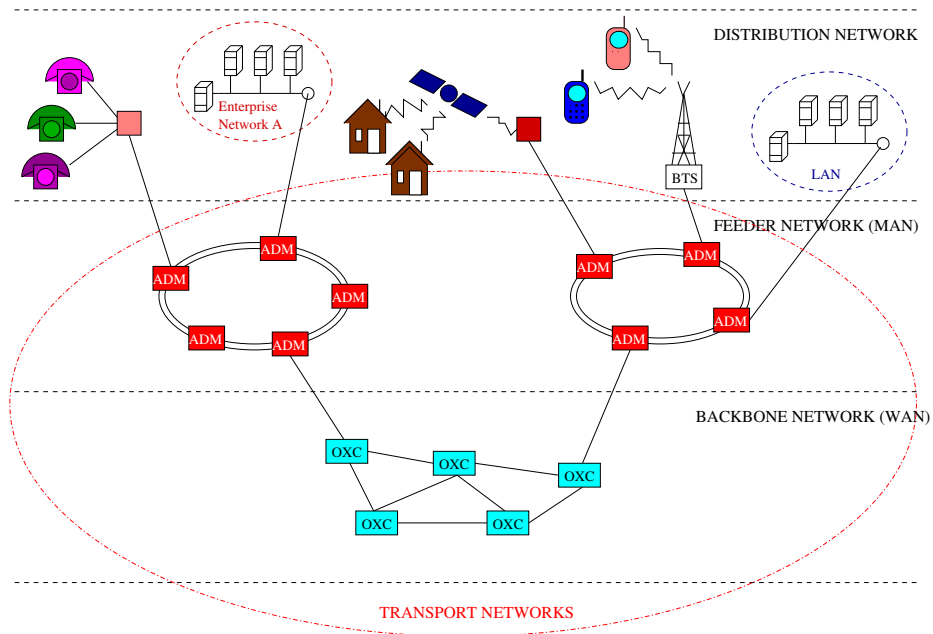 DISTRIBUTION NETWORK
Enterprise
Network A
BTS
LAN
FEEDER NETWORK (MAN)
ADM
ADM
ADM
ADM
ADM
ADM
ADM
ADM
ADM
BACKBONE NETWORK (WAN)
OXC
OXC
OXC
OXC
OXC
TRANSPORT NETWORKS